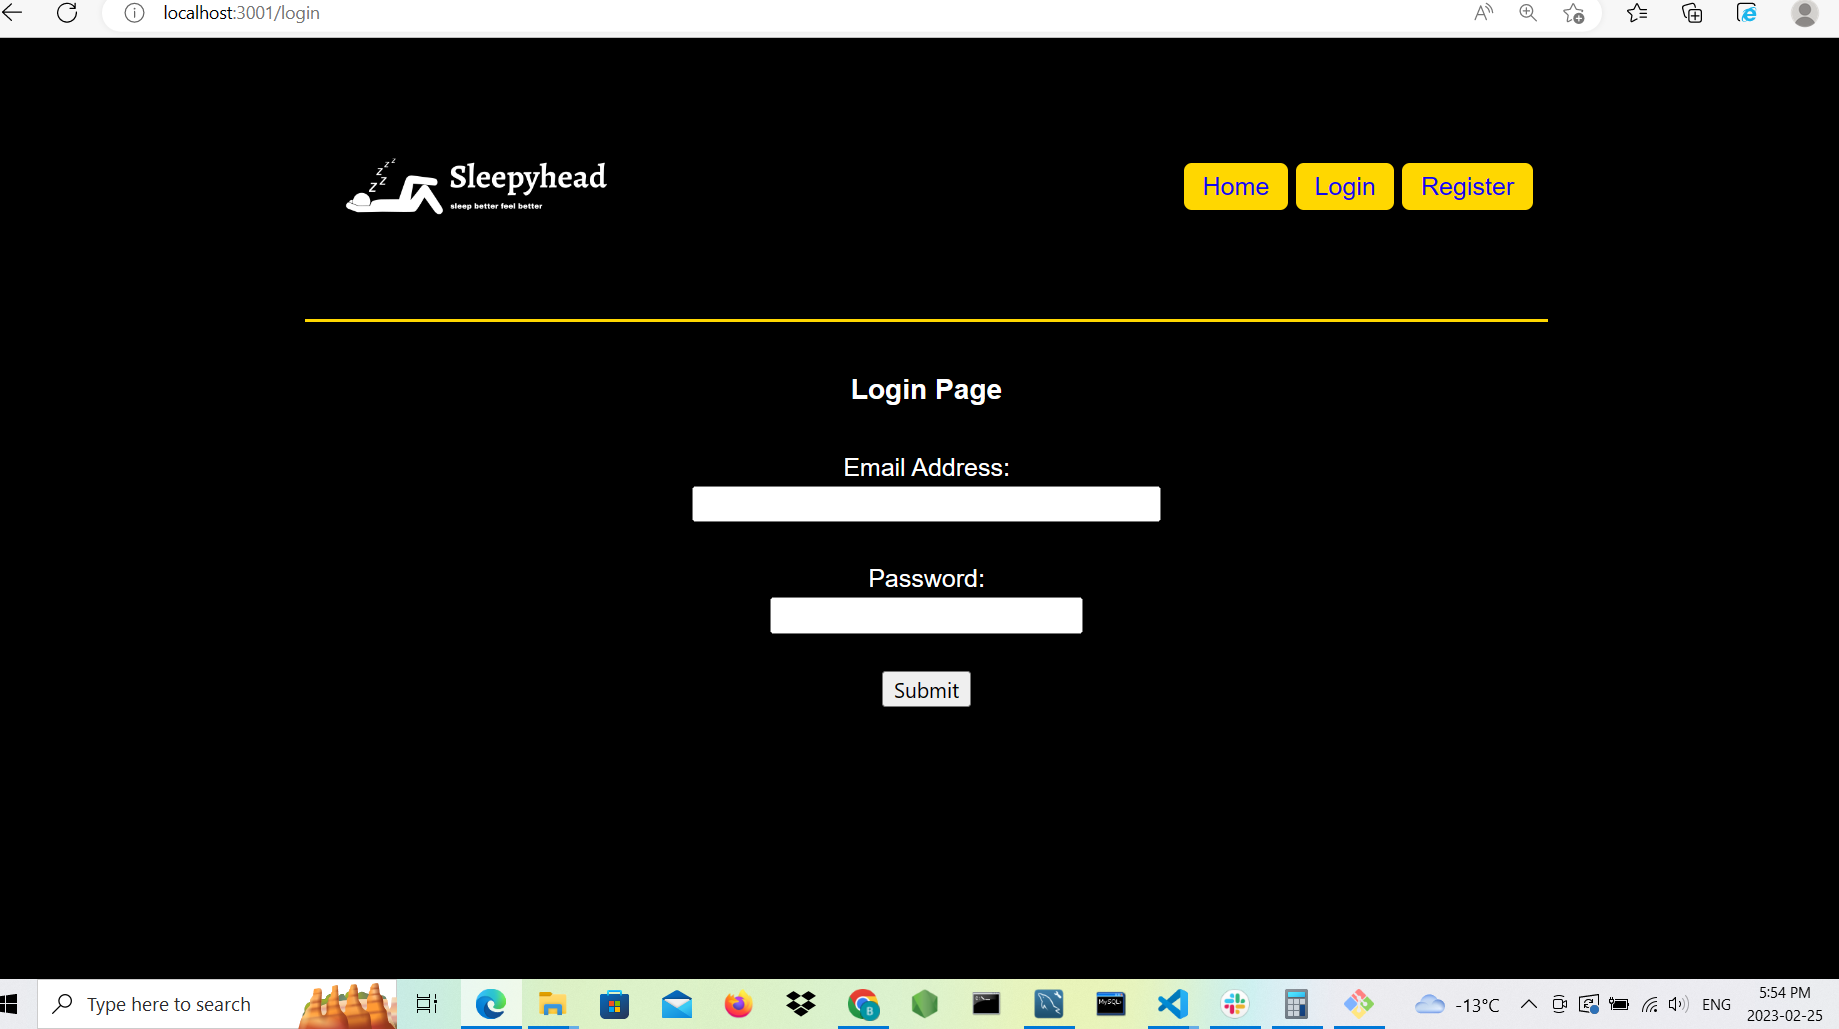 localhost:3001/login
z z z z z
Sleepyhead
sleep better feel better
Home
Login
Register
Login Page
Email Address:
Password:
Submit
Type here to search
B
MySQL
-13°C
ENG
5:54 PM
2023-02-25